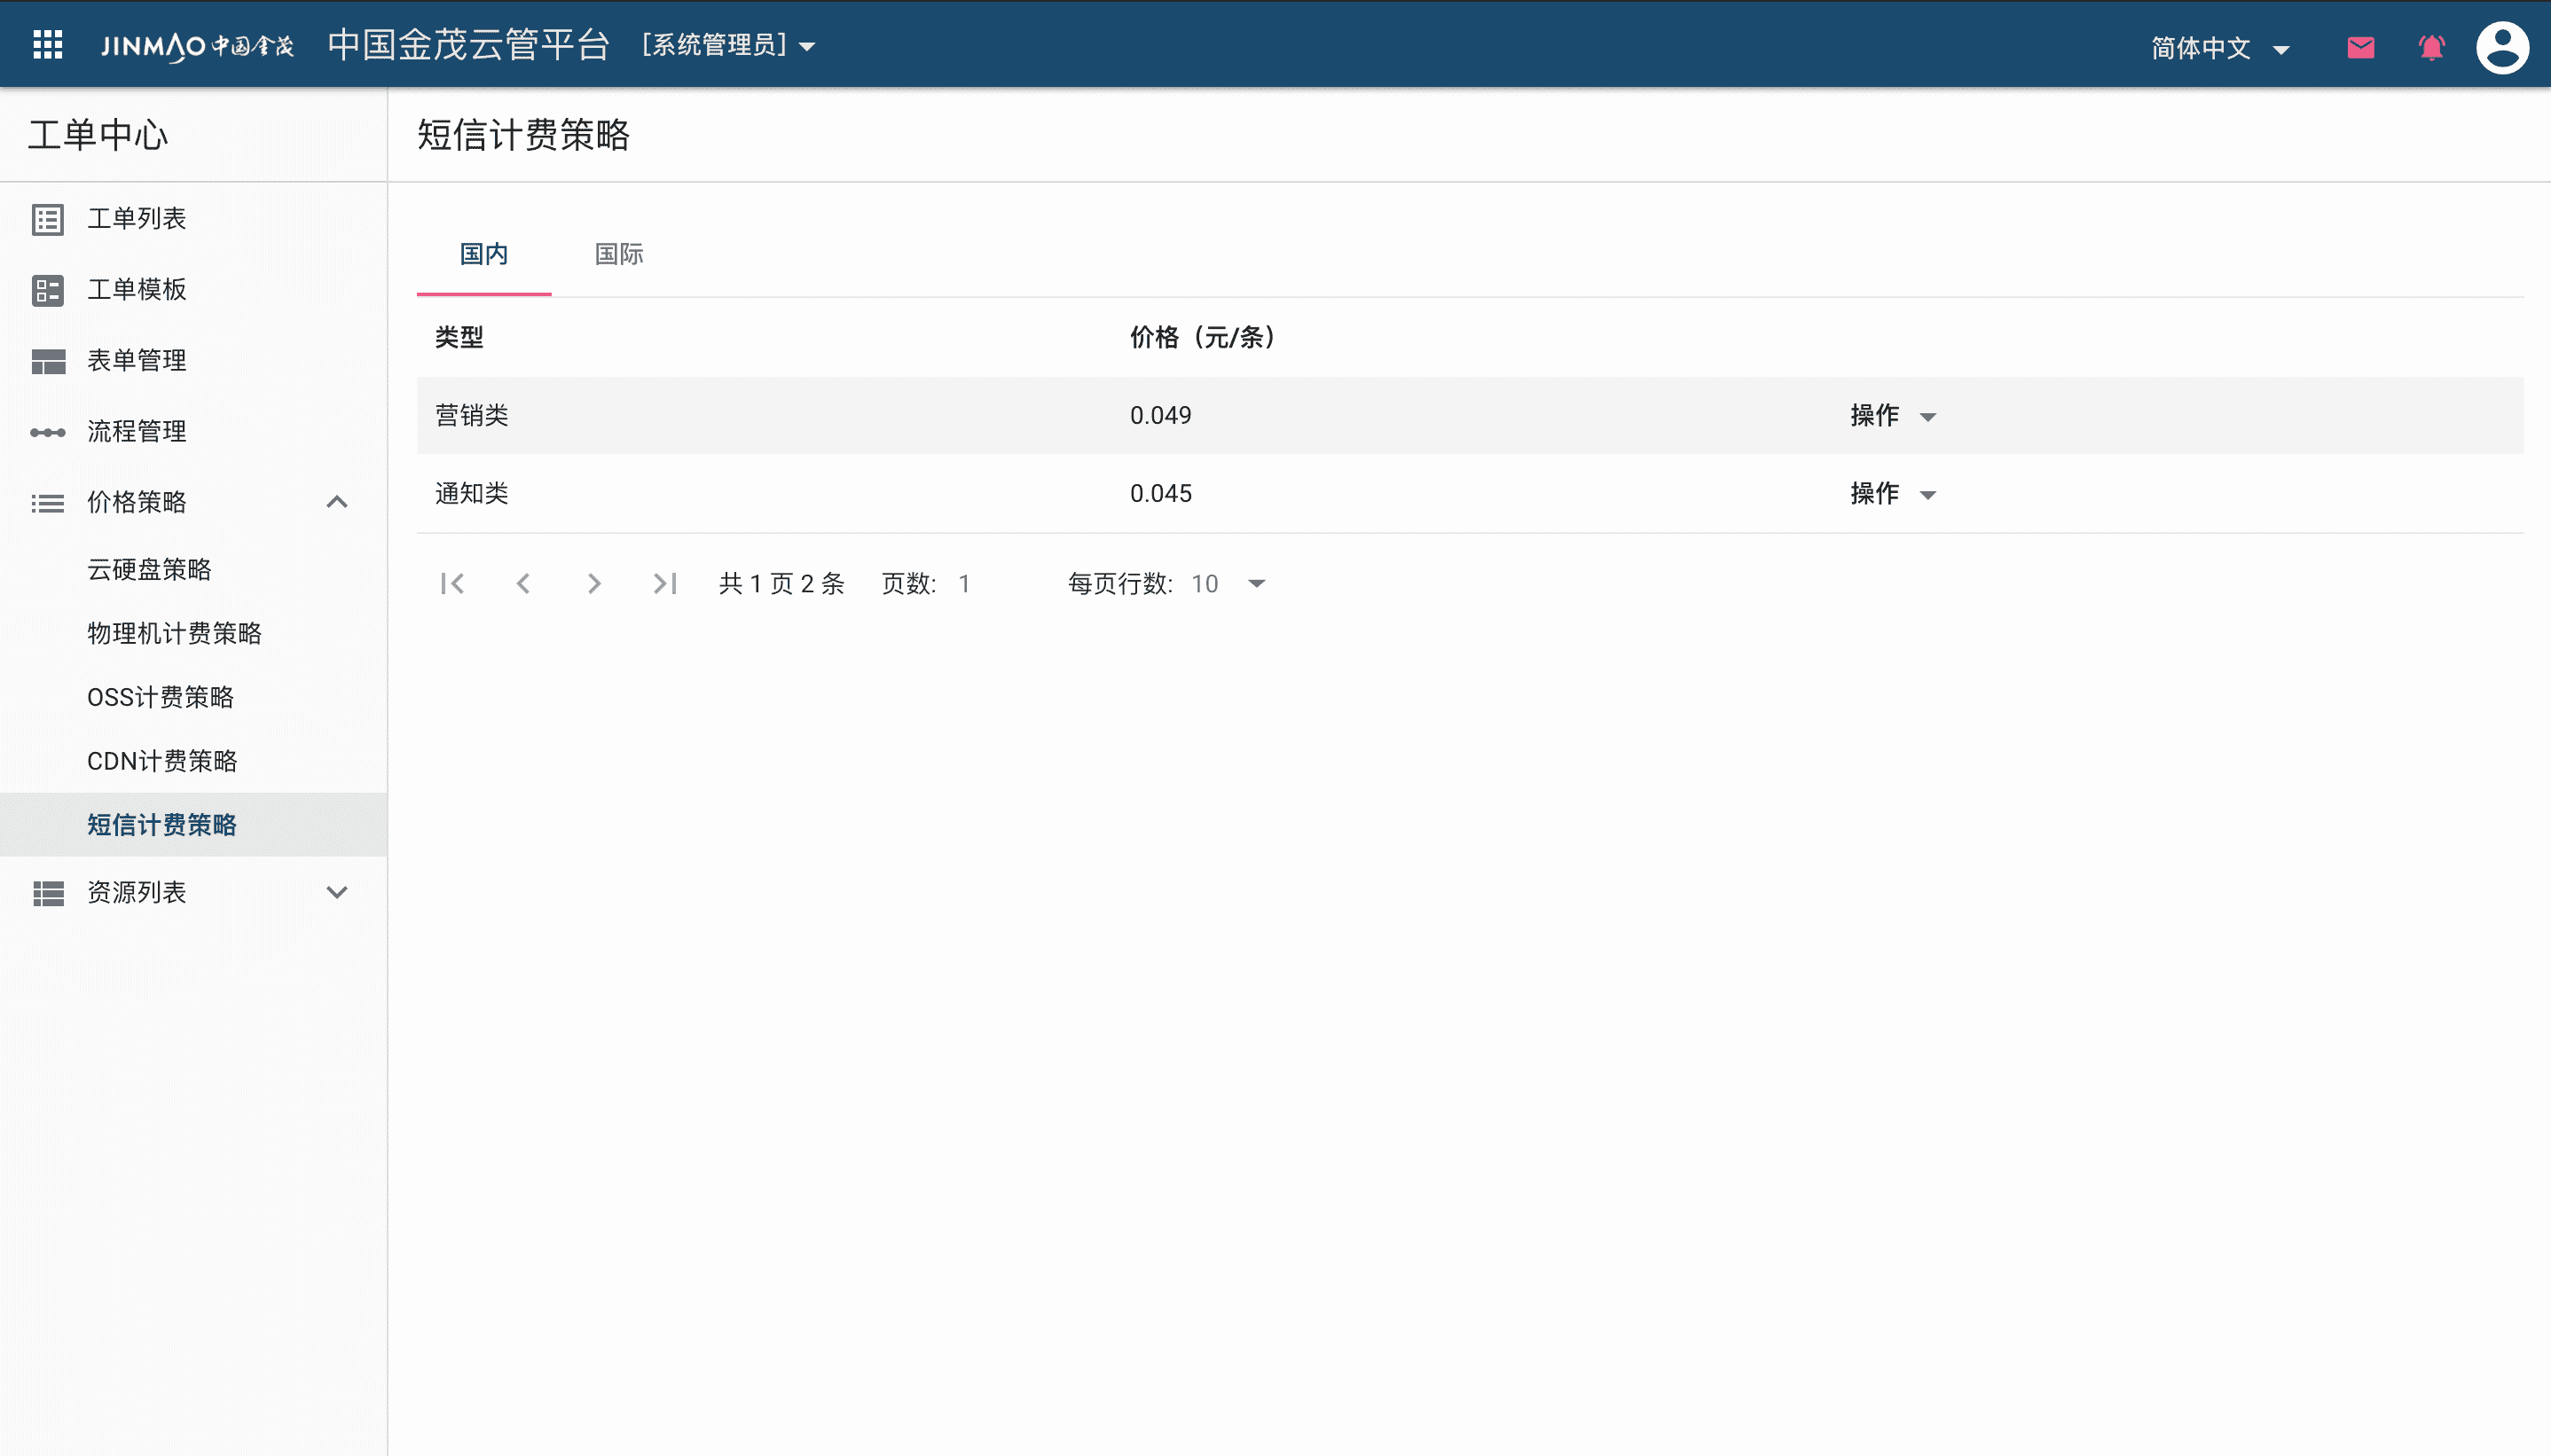 JINMAO 中国金茂 中国金茂云管平台 [系统管理员] 简体中文
工单中心
工单列表
工单模板
表单管理
流程管理
价格策略
云硬盘策略
物理机计费策略
OSS计费策略
CDN计费策略
短信计费策略
资源列表
短信计费策略
国内 国际
类型 价格（元/条）
营销类 0.049 操作
通知类 0.045 操作
共 1 页 2 条 页数: 1 每页行数: 10